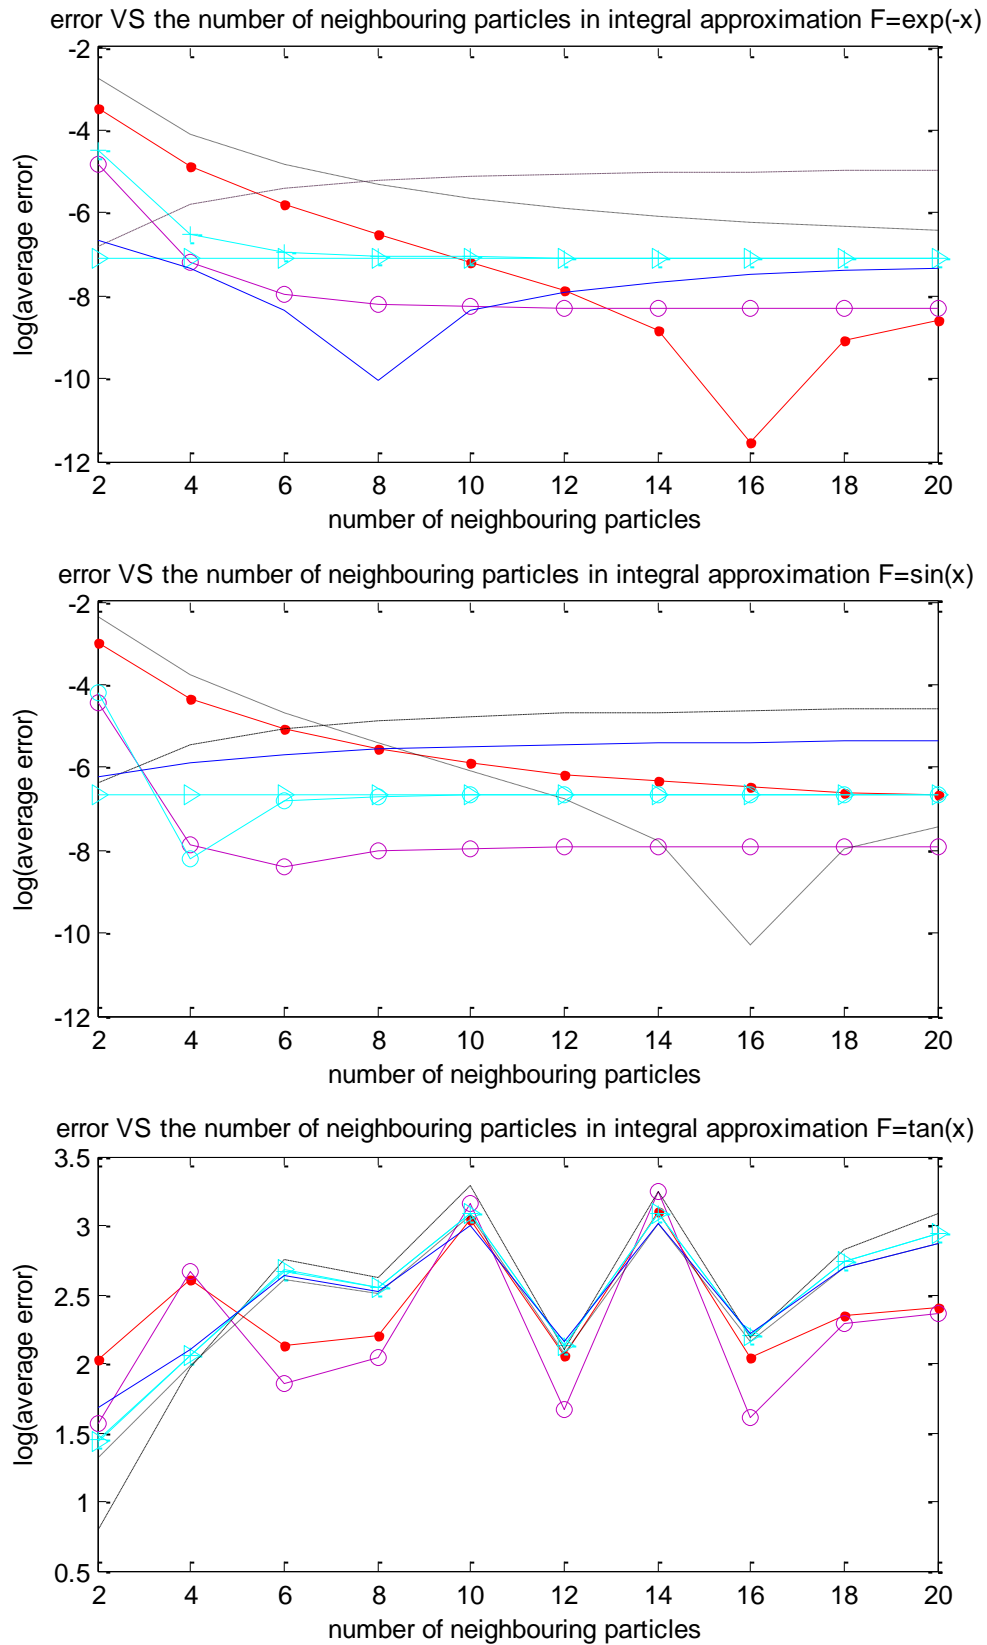 error VS the number of neighbouring particles in integral approximation F=exp(-x)
-2
-4
-6
-8
-10
-12
log(average error)
2 4 6 8 10 12 14 16 18 20
number of neighbouring particles
error VS the number of neighbouring particles in integral approximation F=sin(x)
-2
-4
-6
-8
-10
-12
log(average error)
2 4 6 8 10 12 14 16 18 20
number of neighbouring particles
error VS the number of neighbouring particles in integral approximation F=tan(x)
3.5
3
2.5
2
1.5
1
0.5
log(average error)
2 4 6 8 10 12 14 16 18 20
number of neighbouring particles